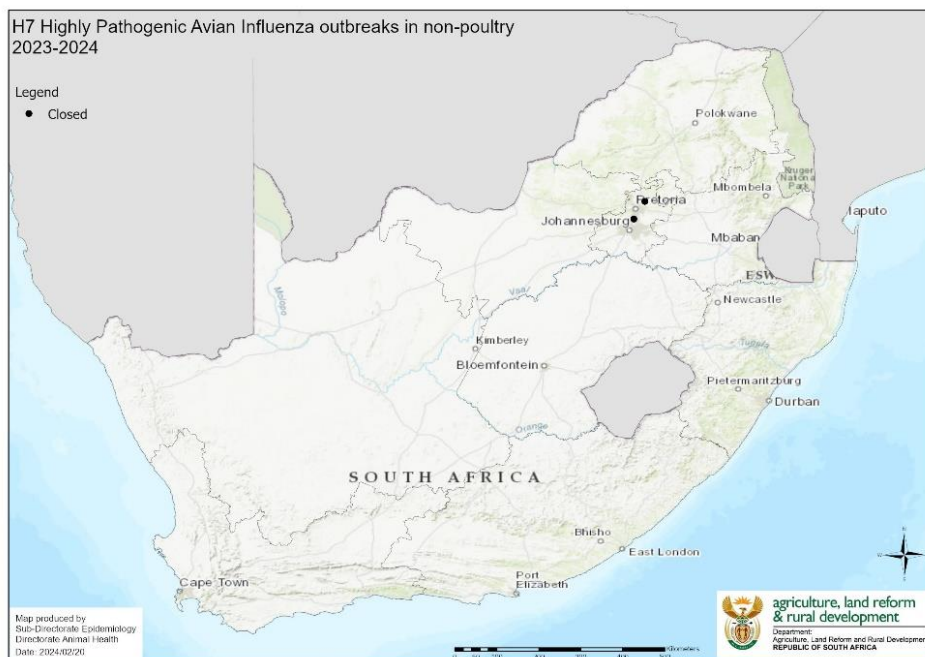 H7 Highly Pathogenic Avian Influenza outbreaks in non-poultry
2023-2024
Legend
Closed
Polokwane
Kruger
National
Park
Mbombela
Pretoria
Johannesburg
Mbaban
laputo
ESW
Molopo
Vaal
Newcastle
Kimberley
Bloemfontein
Tugela
Pietermaritzburg
Durban
Orange
SOUTH AFRICA
Bhisho
East London
Port
Elizabeth
Cape Town
Map produced by
Sub-Directorate Epidemiology
Directorate Animal Health
Date: 2024/02/20
Kilometers
agriculture, land reform
& rural development
Department:
Agriculture, Land Reform and Rural Development
REPUBLIC OF SOUTH AFRICA